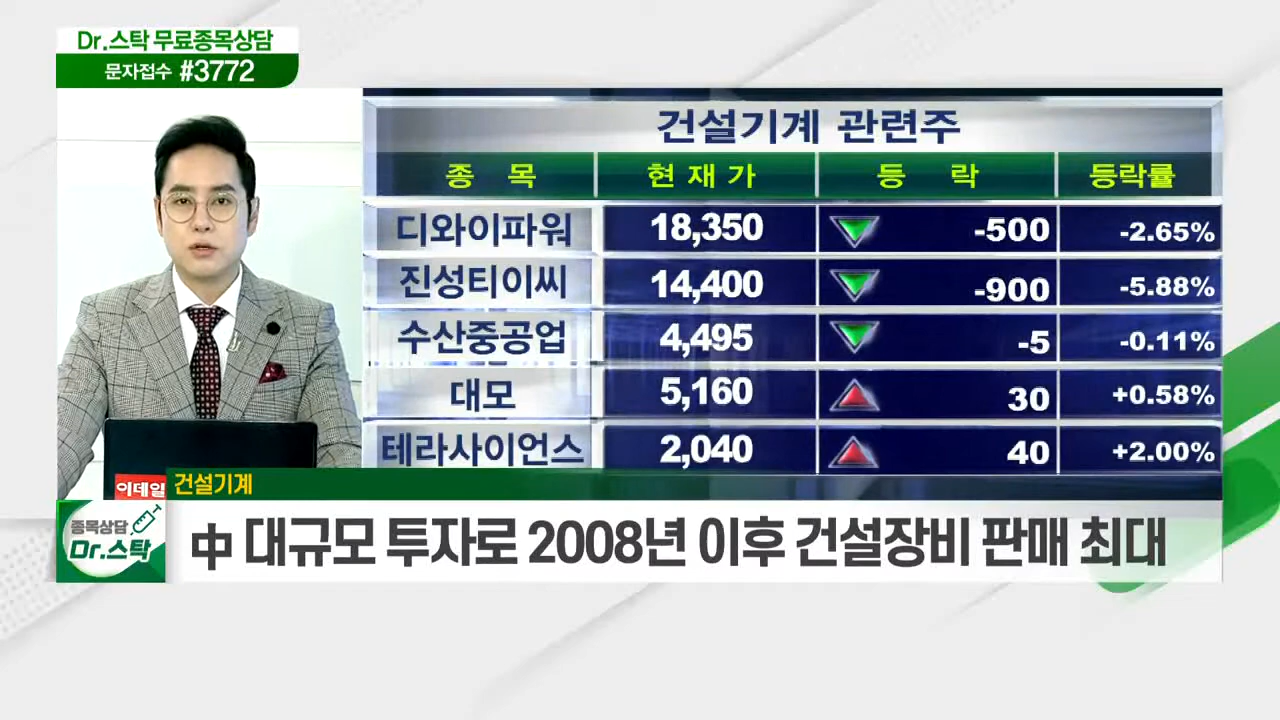 Dr.스탁 무료종목상담
문자접수 #3772
건설기계 관련주
종 목 현 재 가 등 락 등락률
디와이파워 18,350 -500 -2.65%
진성티이씨 14,400 -900 -5.88%
수산중공업 4,495 -5 -0.11%
대모 5,160 30 +0.58%
테라사이언스 2,040 40 +2.00%
이데일
건설기계
종목상담
Dr.스탁
中 대규모 투자로 2008년 이후 건설장비 판매 최대